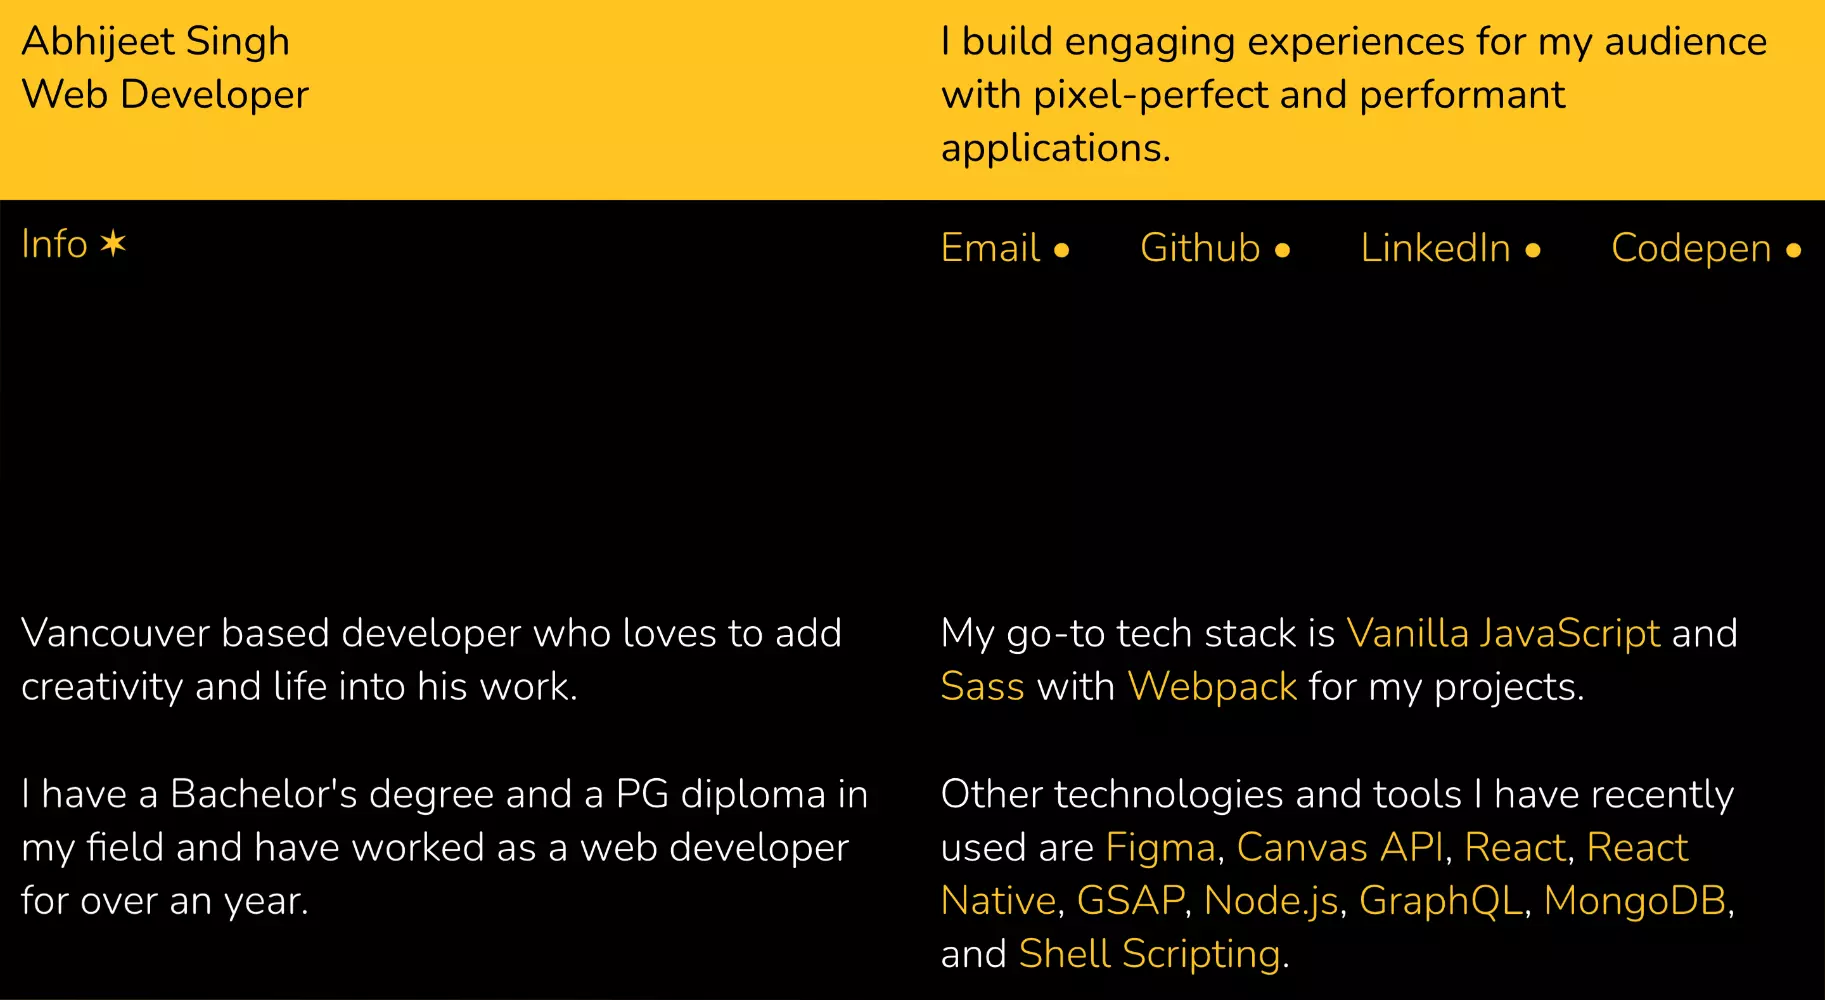 Abhijeet Singh
Web Developer
I build engaging experiences for my audience
with pixel-perfect and performant
applications.
Info ✶
Email ●
Github ●
LinkedIn ●
Codepen ●
Vancouver based developer who loves to add
creativity and life into his work.
I have a Bachelor's degree and a PG diploma in
my field and have worked as a web developer
for over an year.
My go-to tech stack is Vanilla JavaScript and
Sass with Webpack for my projects.
Other technologies and tools I have recently
used are Figma, Canvas API, React, React
Native, GSAP, Node.js, GraphQL, MongoDB,
and Shell Scripting.